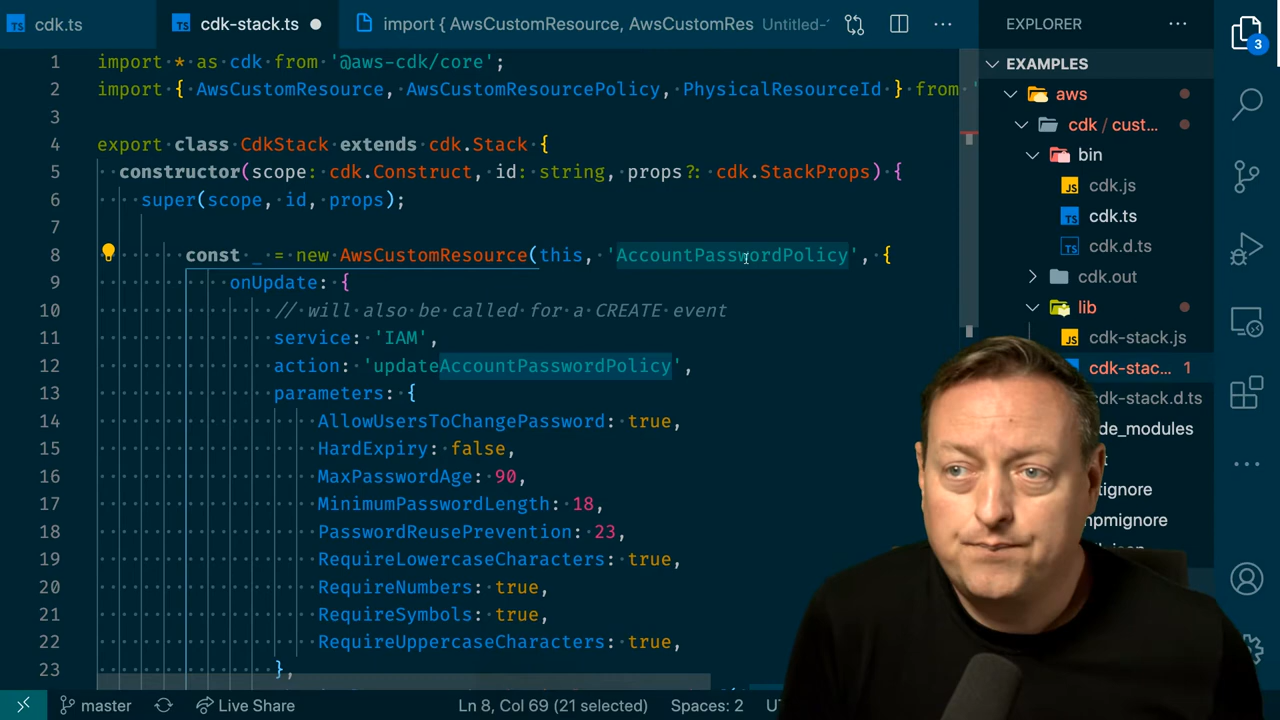 cdk.ts
cdk-stack.ts
import { AwsCustomResource, AwsCustomRes Untitled-
EXPLORER
3
EXAMPLES
aws
cdk / cust...
bin
cdk.js
cdk.ts
cdk.d.ts
cdk.out
lib
cdk-stack.js
cdk-stac... 1
-stack.d.ts
de_modules
tignore
npmignore
1 import * as cdk from '@aws-cdk/core';
2 import { AwsCustomResource, AwsCustomResourcePolicy, PhysicalResourceId } from '
3
4 export class CdkStack extends cdk.Stack {
5 constructor(scope: cdk.Construct, id: string, props?: cdk.StackProps) {
6 super(scope, id, props);
7
8 const _ = new AwsCustomResource(this, 'AccountPasswordPolicy', {
9 onUpdate: {
10 // will also be called for a CREATE event
11 service: 'IAM',
12 action: 'updateAccountPasswordPolicy',
13 parameters: {
14 AllowUsersToChangePassword: true,
15 HardExpiry: false,
16 MaxPasswordAge: 90,
17 MinimumPasswordLength: 18,
18 PasswordReusePrevention: 23,
19 RequireLowercaseCharacters: true,
20 RequireNumbers: true,
21 RequireSymbols: true,
22 RequireUppercaseCharacters: true,
23 },
master
Live Share
Ln 8, Col 69 (21 selected)
Spaces: 2